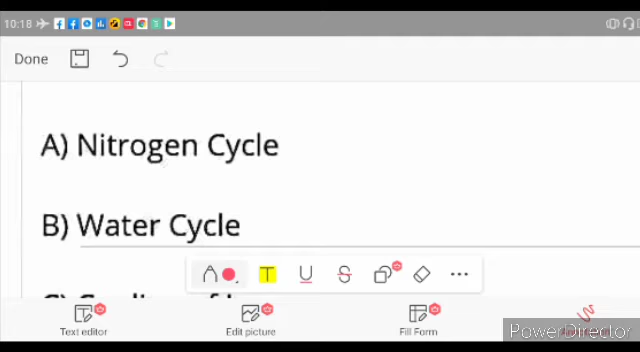 10:18
Done
A) Nitrogen Cycle
B) Water Cycle
T U S
Text editor Edit picture Fill Form
PowerDirector